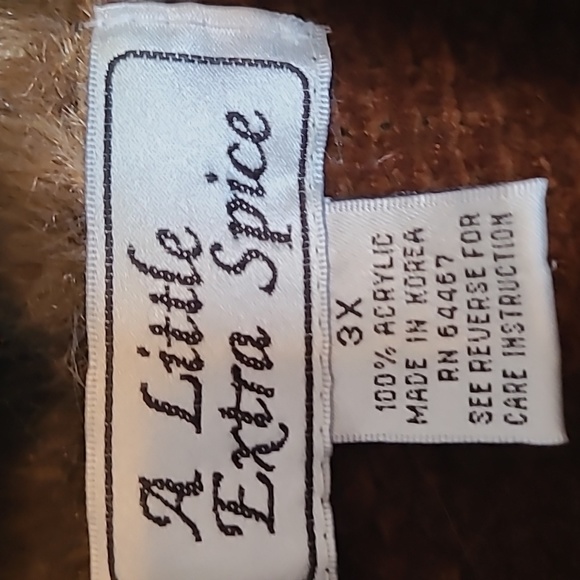 A Little
Extra Spice
3X
100% ACRYLIC
MADE IN KOREA
RN 64467
SEE REVERSE FOR
CARE INSTRUCTION